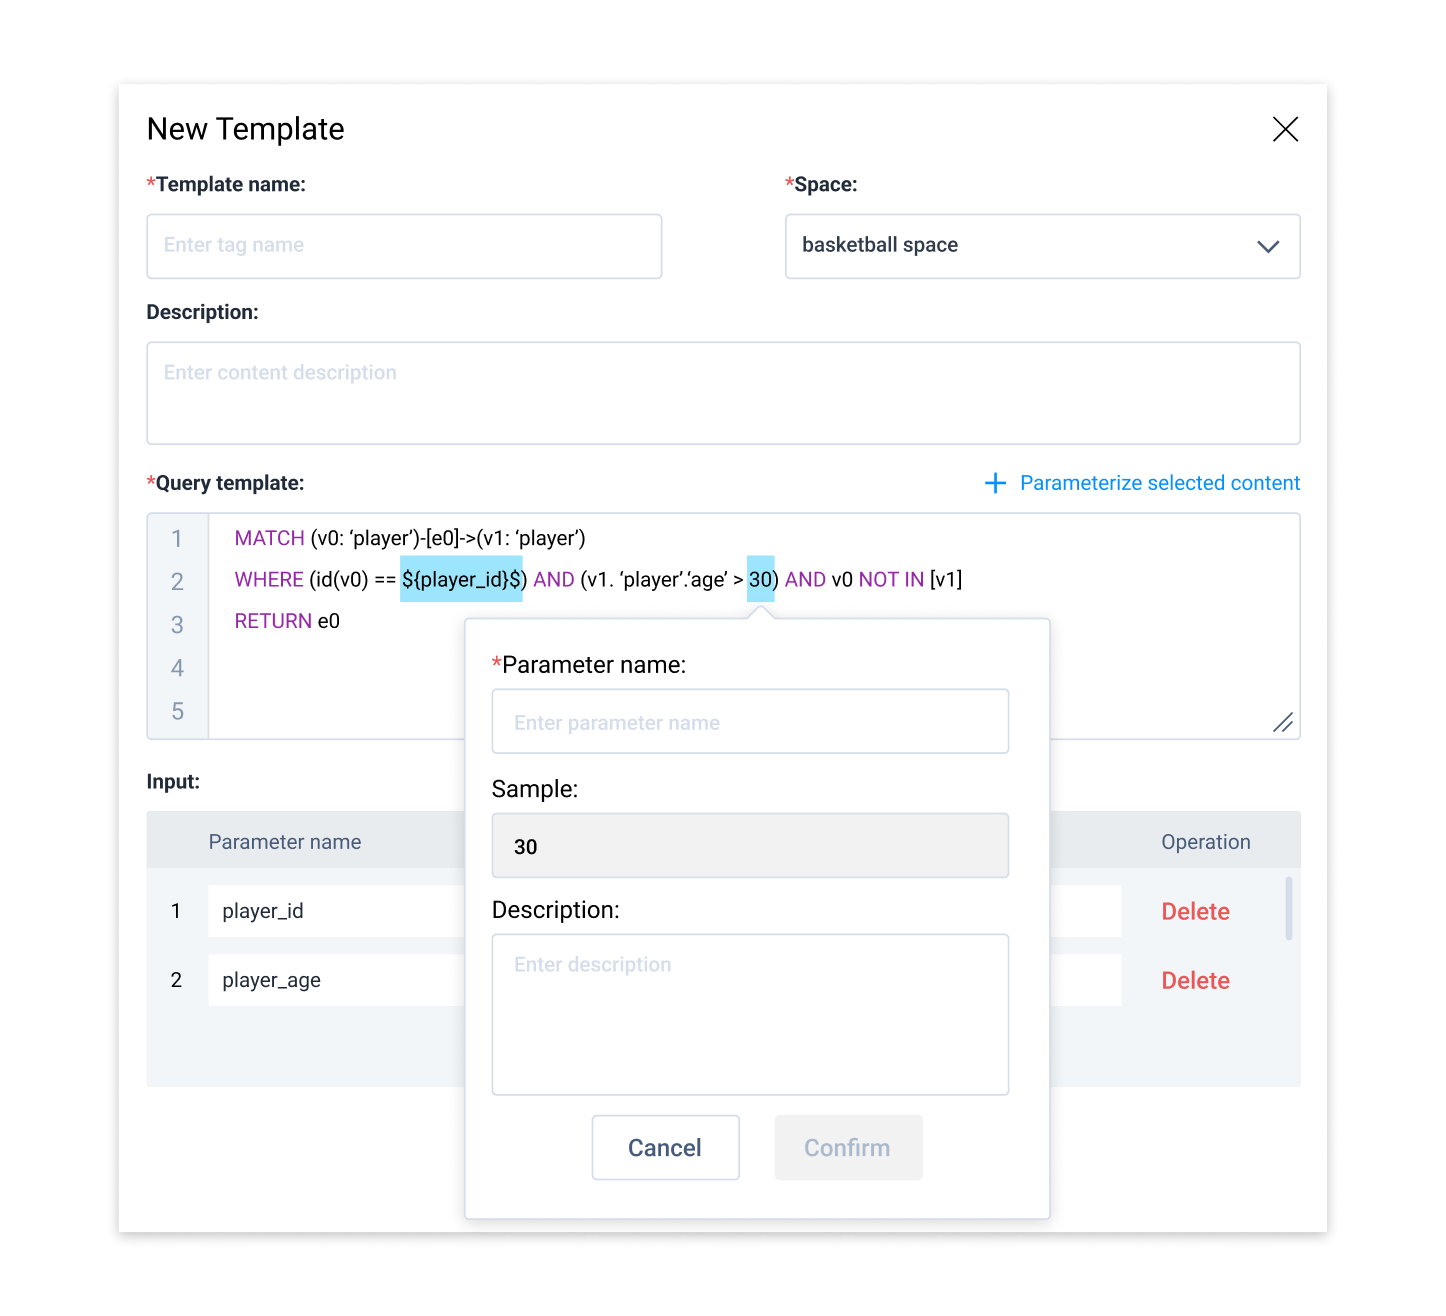 New Template
*Template name:
*Space:
Enter tag name
basketball space
Description:
Enter content description
*Query template:
Parameterize selected content
1 MATCH (v0: ‘player’)-[e0]->(v1: ‘player’)
2 WHERE (id(v0) == ${player_id}$) AND (v1. ‘player’.‘age’ > 30) AND v0 NOT IN [v1]
3 RETURN e0
4
5
*Parameter name:
Enter parameter name
Sample:
30
Description:
Enter description
Cancel Confirm
Input:
Parameter name Operation
1 player_id Delete
2 player_age Delete